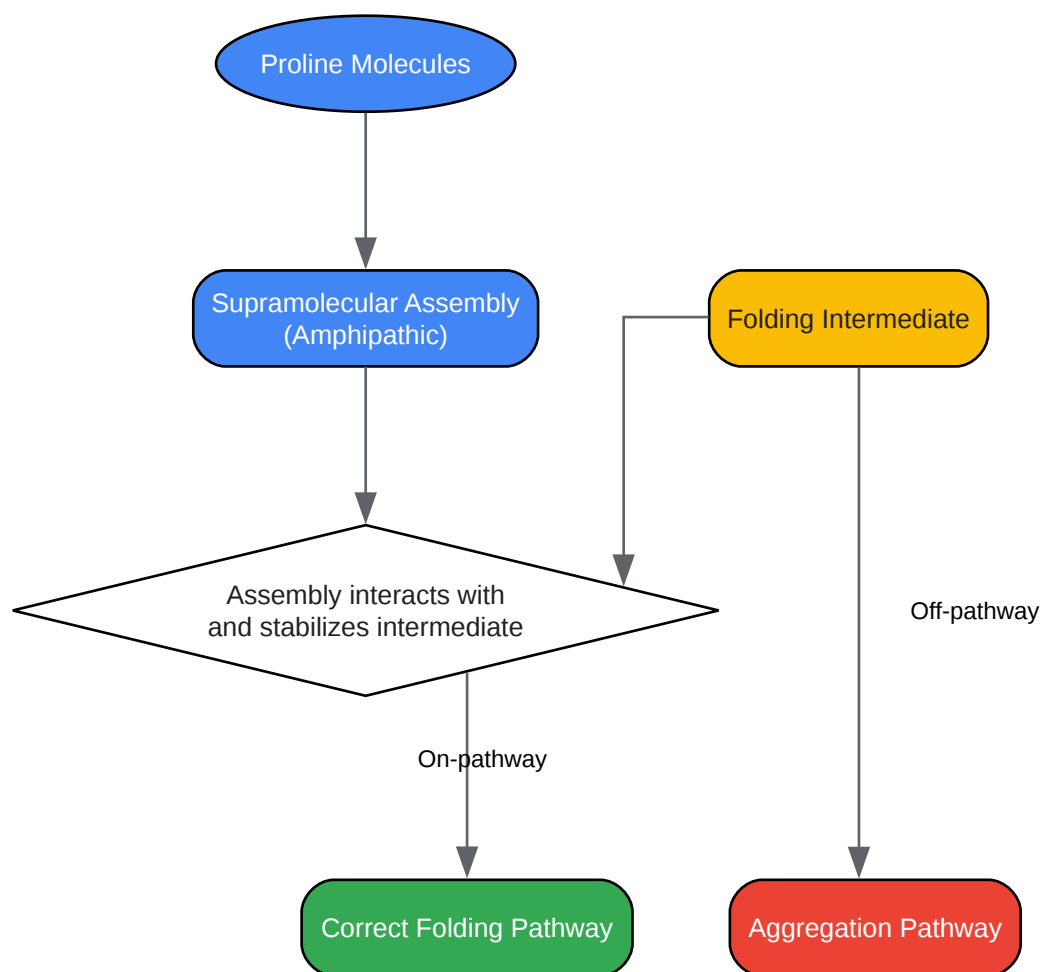 Proline Molecules
Supramolecular Assembly
(Amphipathic)
Folding Intermediate
Assembly interacts with
and stabilizes intermediate
Off-pathway
On-pathway
Correct Folding Pathway
Aggregation Pathway